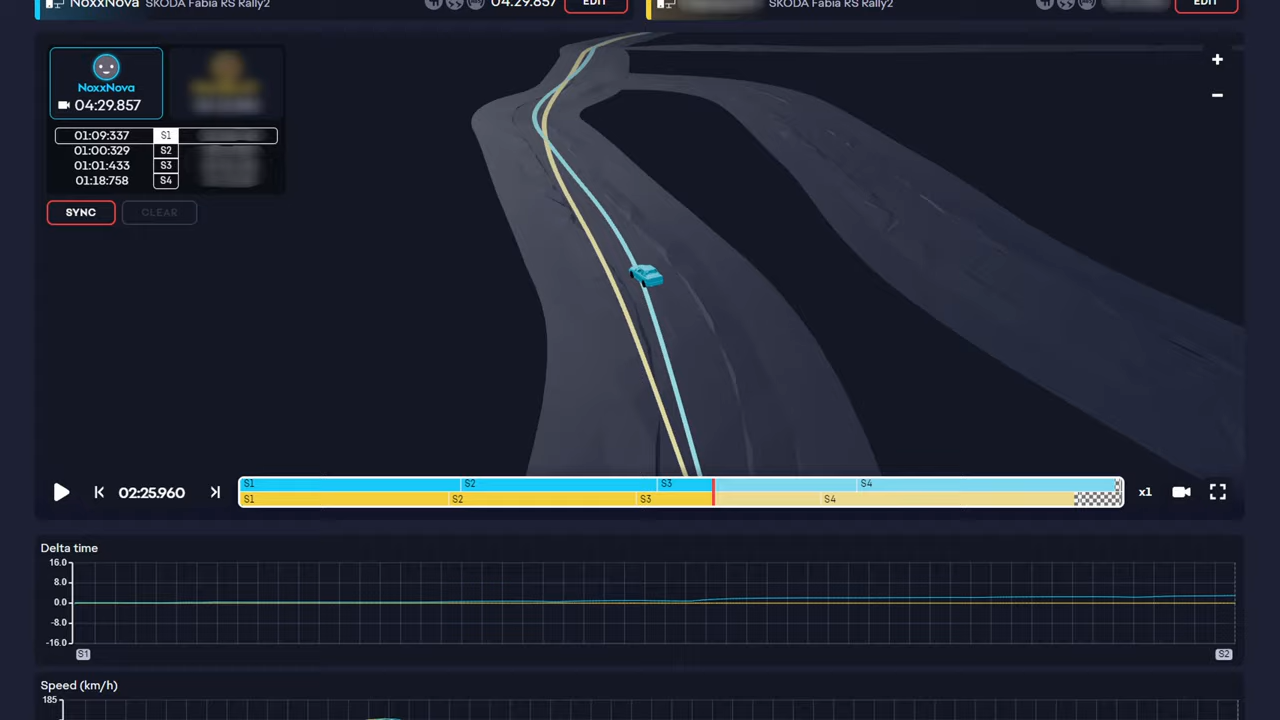 NoxxNova SKODA Fabia RS Rally2 04:29.857 EDIT
SKODA Fabia RS Rally2 EDIT
NoxxNova
04:29.857
01:09:337 S1
01:00:329 S2
01:01:433 S3
01:18:758 S4
SYNC CLEAR
02:25.960
S1 S2 S3 S4
S1 S2 S3 S4
x1
Delta time
16.0
8.0
0.0
-8.0
-16.0
S1 S2
Speed (km/h)
185